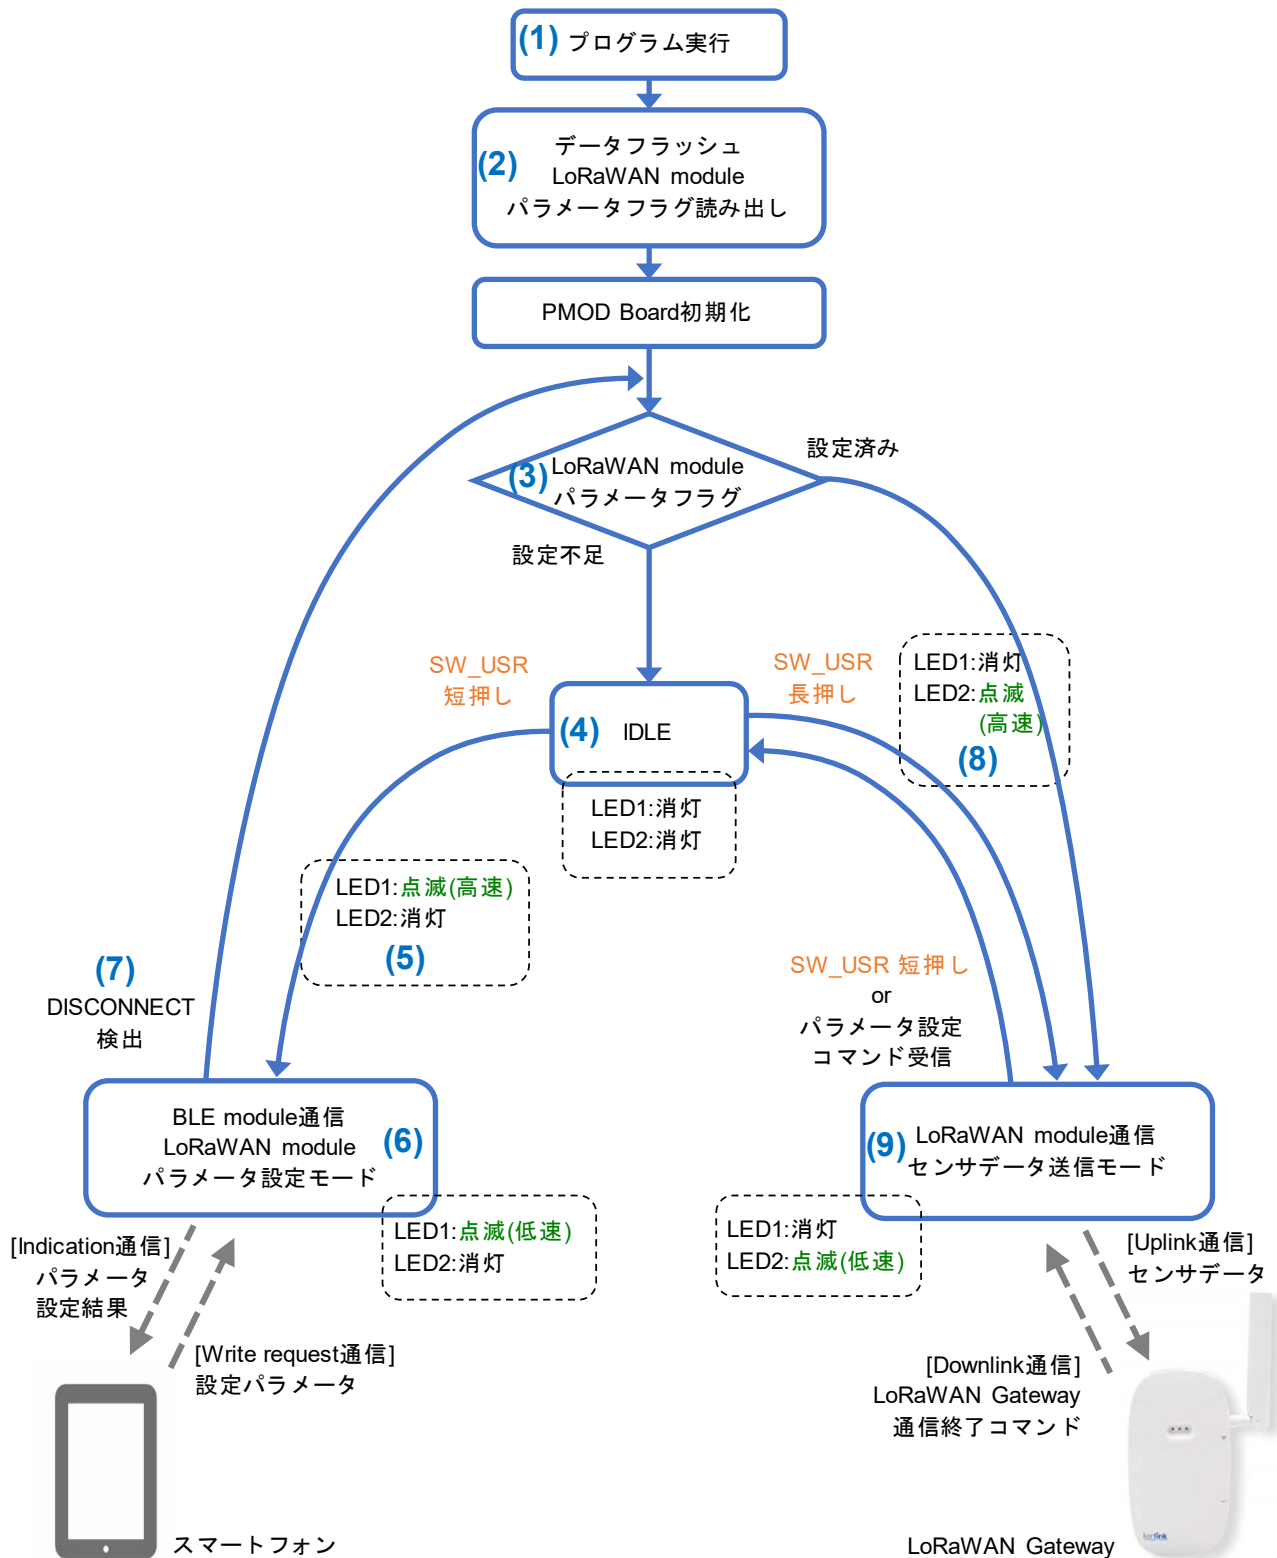 (1) プログラム実行
データフラッシュ
(2) LoRaWAN module
パラメータフラグ読み出し
PMOD Board初期化
設定済み
(3) LoRaWAN module
パラメータフラグ
設定不足
SW_USR
短押し
SW_USR
長押し
LED1:消灯
LED2:点滅
(高速)
(8)
(4) IDLE
LED1:消灯
LED2:消灯
LED1:点滅(高速)
LED2:消灯
(5)
(7)
DISCONNECT
検出
SW_USR 短押し
or
パラメータ設定
コマンド受信
BLE module通信
LoRaWAN module
パラメータ設定モード
(6)
(9) LoRaWAN module通信
センサデータ送信モード
LED1:点滅(低速)
LED2:消灯
LED1:消灯
LED2:点滅(低速)
[Indication通信]
パラメータ
設定結果
[Write request通信]
設定パラメータ
[Uplink通信]
センサデータ
[Downlink通信]
LoRaWAN Gateway
通信終了コマンド
スマートフォン
kerlink
LoRaWAN Gateway